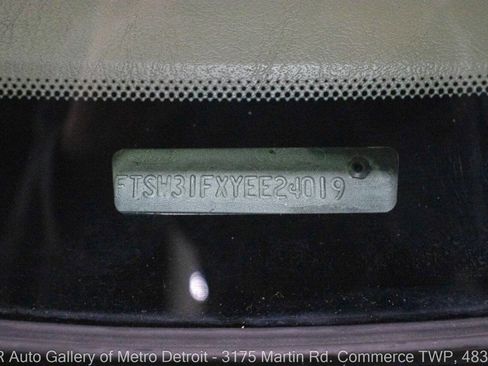 FTSW31FXYEE24019
R Auto Gallery of Metro Detroit - 3175 Martin Rd. Commerce TWP, 483